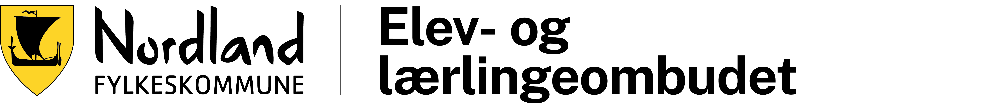 Nordland
FYLKESKOMMUNE
Elev- og
lærlingeombudet